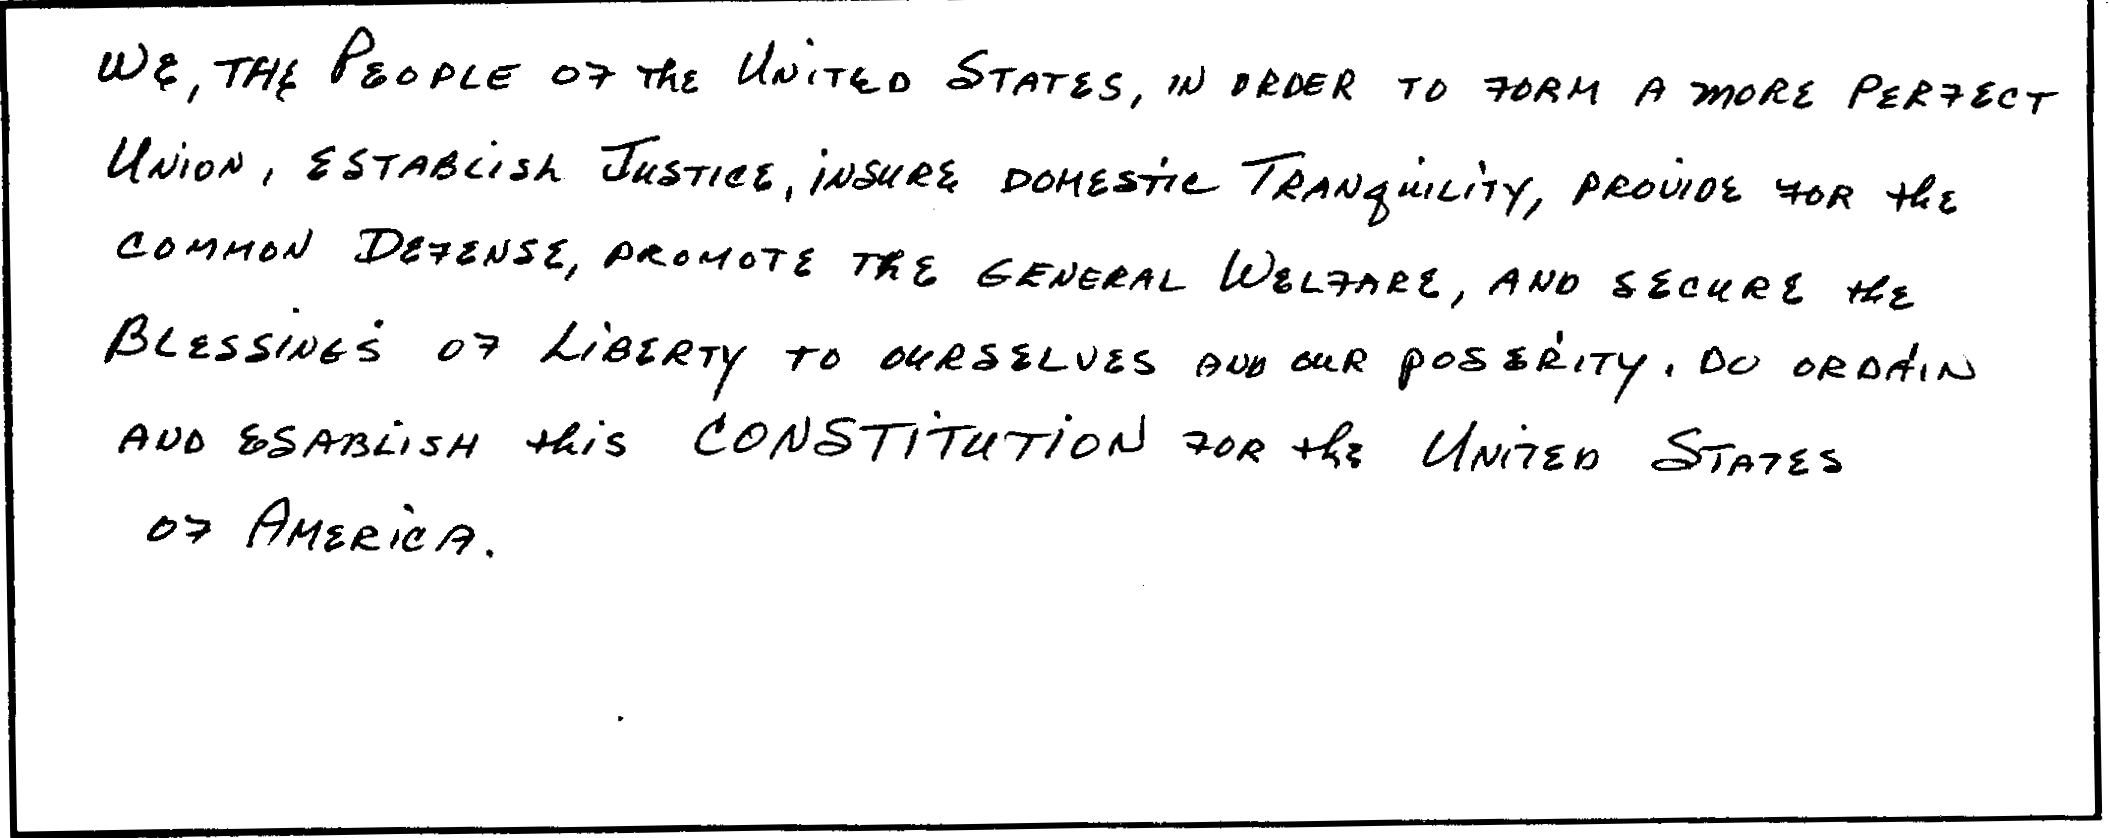 WE, THE PEOPLE OF THE UNITED STATES, IN ORDER TO FORM A MORE PERFECT
UNION, ESTABLISH JUSTICE, INSURE DOMESTIC TRANQUILITY, PROVIDE FOR the
COMMON DEFENSE, PROMOTE THE GENERAL WELFARE, AND SECURE the
BLESSINGS OF LIBERTY TO OURSELVES AND OUR POSERITY. DO ORDAIN
AND ESABLISH this CONSTITUTION FOR the UNITED STATES
OF AMERICA.